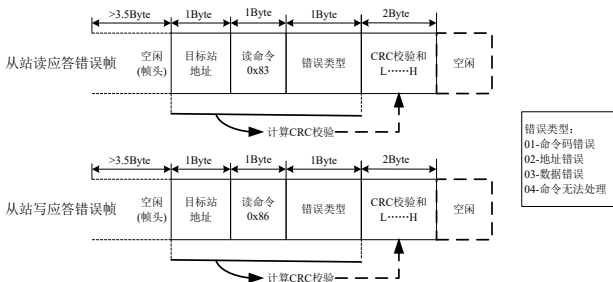 >3.5Byte 1Byte 1Byte 1Byte 2Byte
从站读应答错误帧
空闲
(帧头)
目标站
地址
读命令
0x83
错误类型
CRC校验和
L……H
空闲
计算CRC校验
错误类型：
01-命令码错误
02-地址错误
03-数据错误
04-命令无法处理
>3.5Byte 1Byte 1Byte 1Byte 2Byte
从站写应答错误帧
空闲
(帧头)
目标站
地址
读命令
0x86
错误类型
CRC校验和
L……H
空闲
计算CRC校验